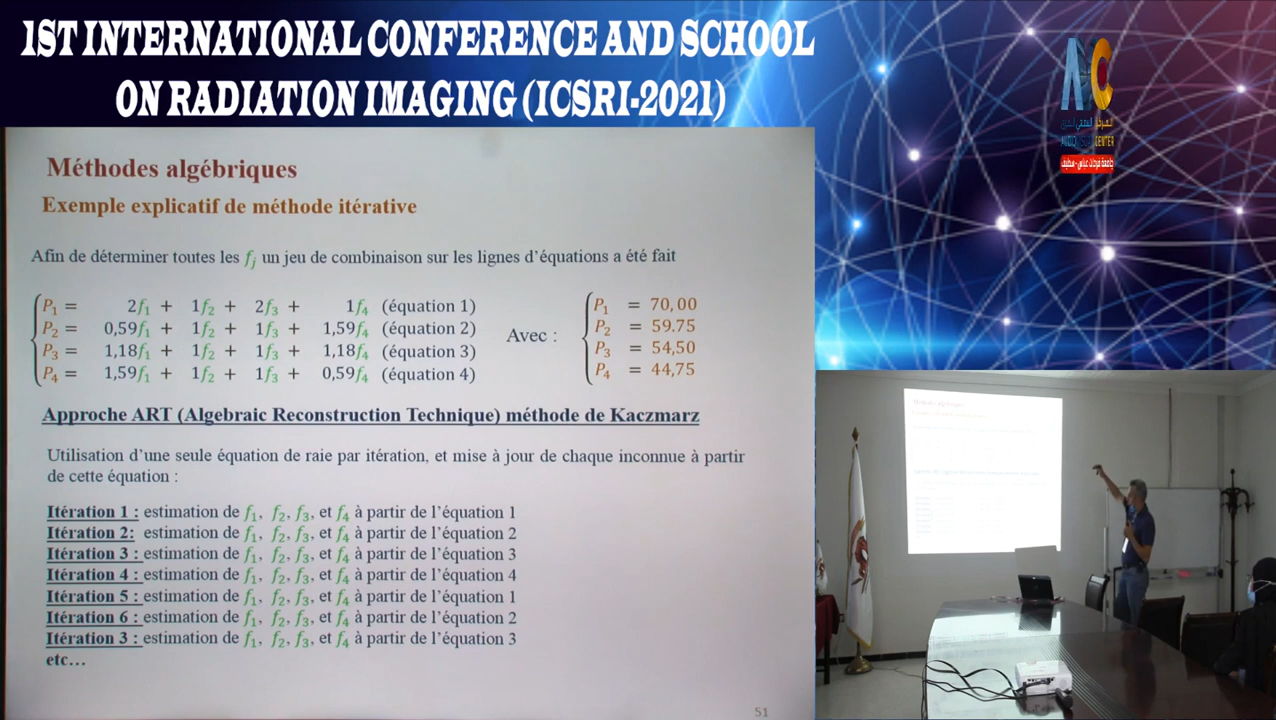 1ST INTERNATIONAL CONFERENCE AND SCHOOL
ON RADIATION IMAGING (ICSRI-2021)
AUDIO CENTER
جامعة فرحات عباس - سطيف
Méthodes algébriques
Exemple explicatif de méthode itérative
Afin de déterminer toutes les fj un jeu de combinaison sur les lignes d'équations a été fait
P1 = 2f1 + 1f2 + 2f3 + 1f4 (équation 1)
P2 = 0,59f1 + 1f2 + 1f3 + 1,59f4 (équation 2)
P3 = 1,18f1 + 1f2 + 1f3 + 1,18f4 (équation 3)
P4 = 1,59f1 + 1f2 + 1f3 + 0,59f4 (équation 4)
Avec :
P1 = 70,00
P2 = 59.75
P3 = 54,50
P4 = 44,75
Approche ART (Algebraic Reconstruction Technique) méthode de Kaczmarz
Utilisation d'une seule équation de raie par itération, et mise à jour de chaque inconnue à partir
de cette équation :
Itération 1 : estimation de f1, f2, f3, et f4 à partir de l'équation 1
Itération 2: estimation de f1, f2, f3, et f4 à partir de l'équation 2
Itération 3 : estimation de f1, f2, f3, et f4 à partir de l'équation 3
Itération 4 : estimation de f1, f2, f3, et f4 à partir de l'équation 4
Itération 5 : estimation de f1, f2, f3, et f4 à partir de l'équation 1
Itération 6 : estimation de f1, f2, f3, et f4 à partir de l'équation 2
Itération 3 : estimation de f1, f2, f3, et f4 à partir de l'équation 3
etc...
51